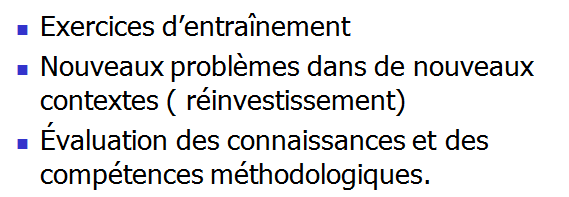 Exercices d’entraînement
Nouveaux problèmes dans de nouveaux
contextes ( réinvestissement)
Évaluation des connaissances et des
compétences méthodologiques.